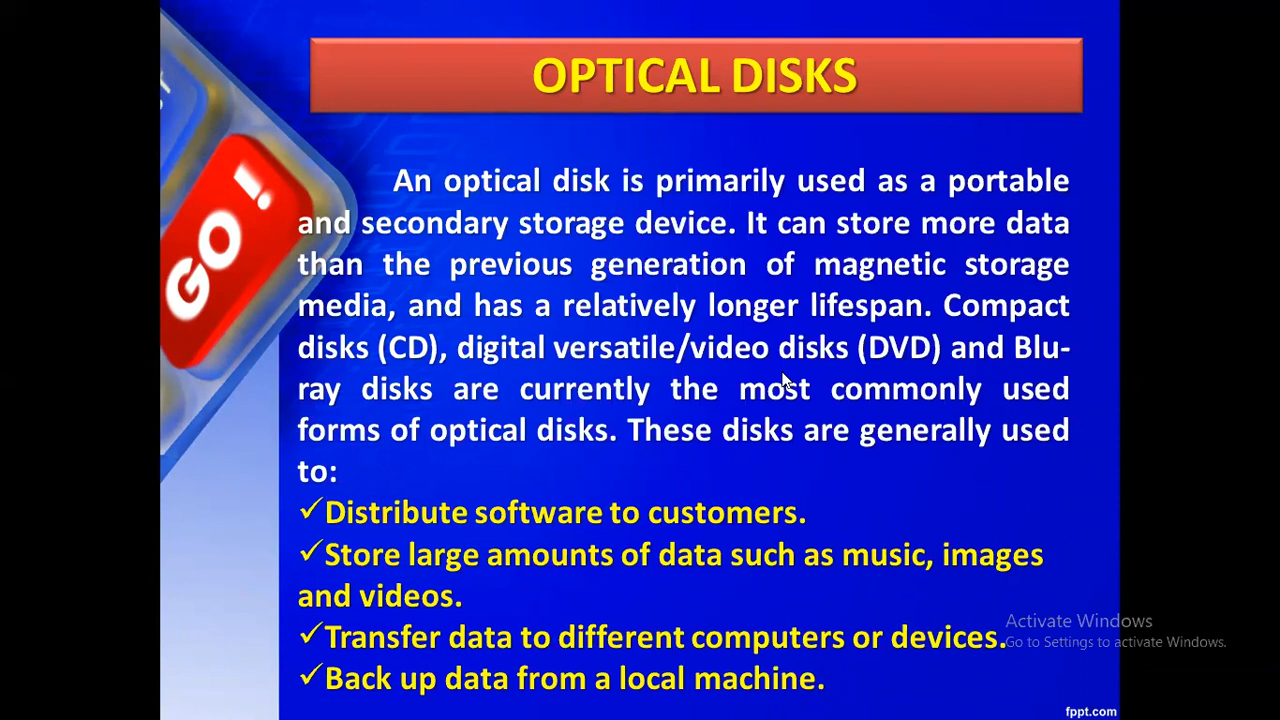 OPTICAL DISKS
GO!
An optical disk is primarily used as a portable
and secondary storage device. It can store more data
than the previous generation of magnetic storage
media, and has a relatively longer lifespan. Compact
disks (CD), digital versatile/video disks (DVD) and Blu-
ray disks are currently the most commonly used
forms of optical disks. These disks are generally used
to:
✓Distribute software to customers.
✓Store large amounts of data such as music, images
and videos.
✓Transfer data to different computers or devices.
✓Back up data from a local machine.
Activate Windows
Go to Settings to activate Windows.
fppt.com